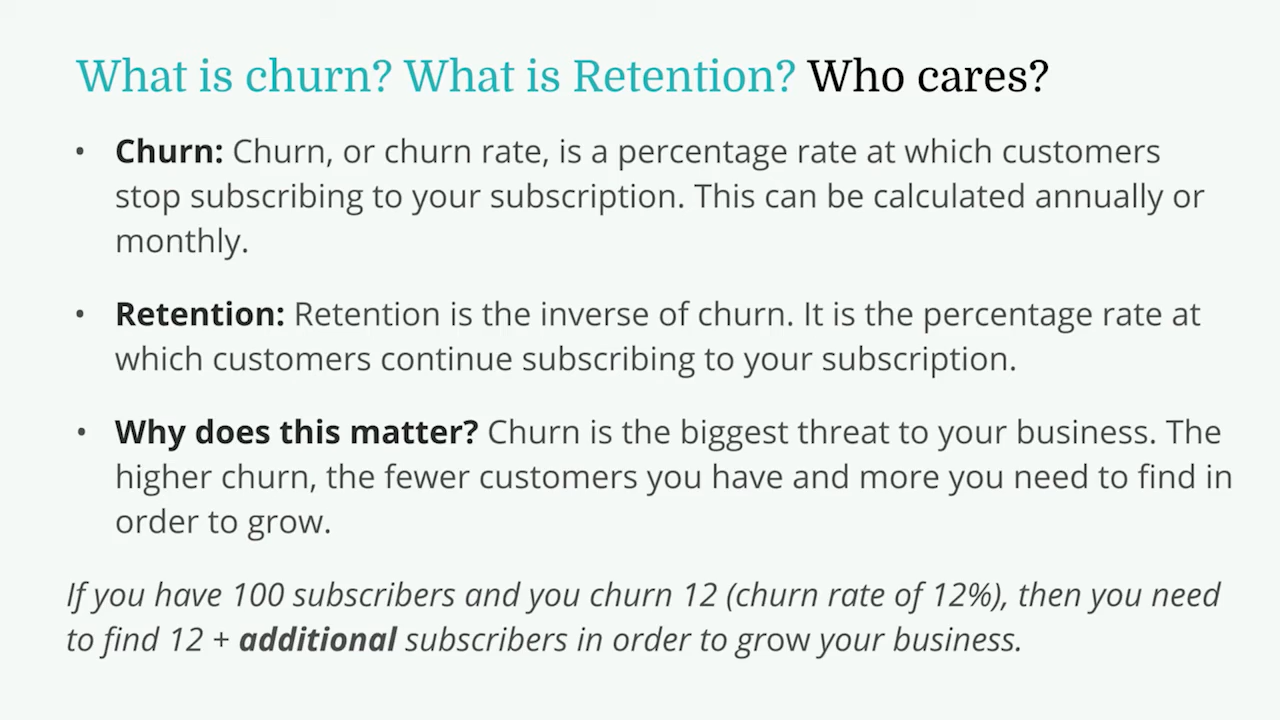 What is churn? What is Retention? Who cares?
• Churn: Churn, or churn rate, is a percentage rate at which customers
stop subscribing to your subscription. This can be calculated annually or
monthly.
• Retention: Retention is the inverse of churn. It is the percentage rate at
which customers continue subscribing to your subscription.
• Why does this matter? Churn is the biggest threat to your business. The
higher churn, the fewer customers you have and more you need to find in
order to grow.
If you have 100 subscribers and you churn 12 (churn rate of 12%), then you need
to find 12 + additional subscribers in order to grow your business.